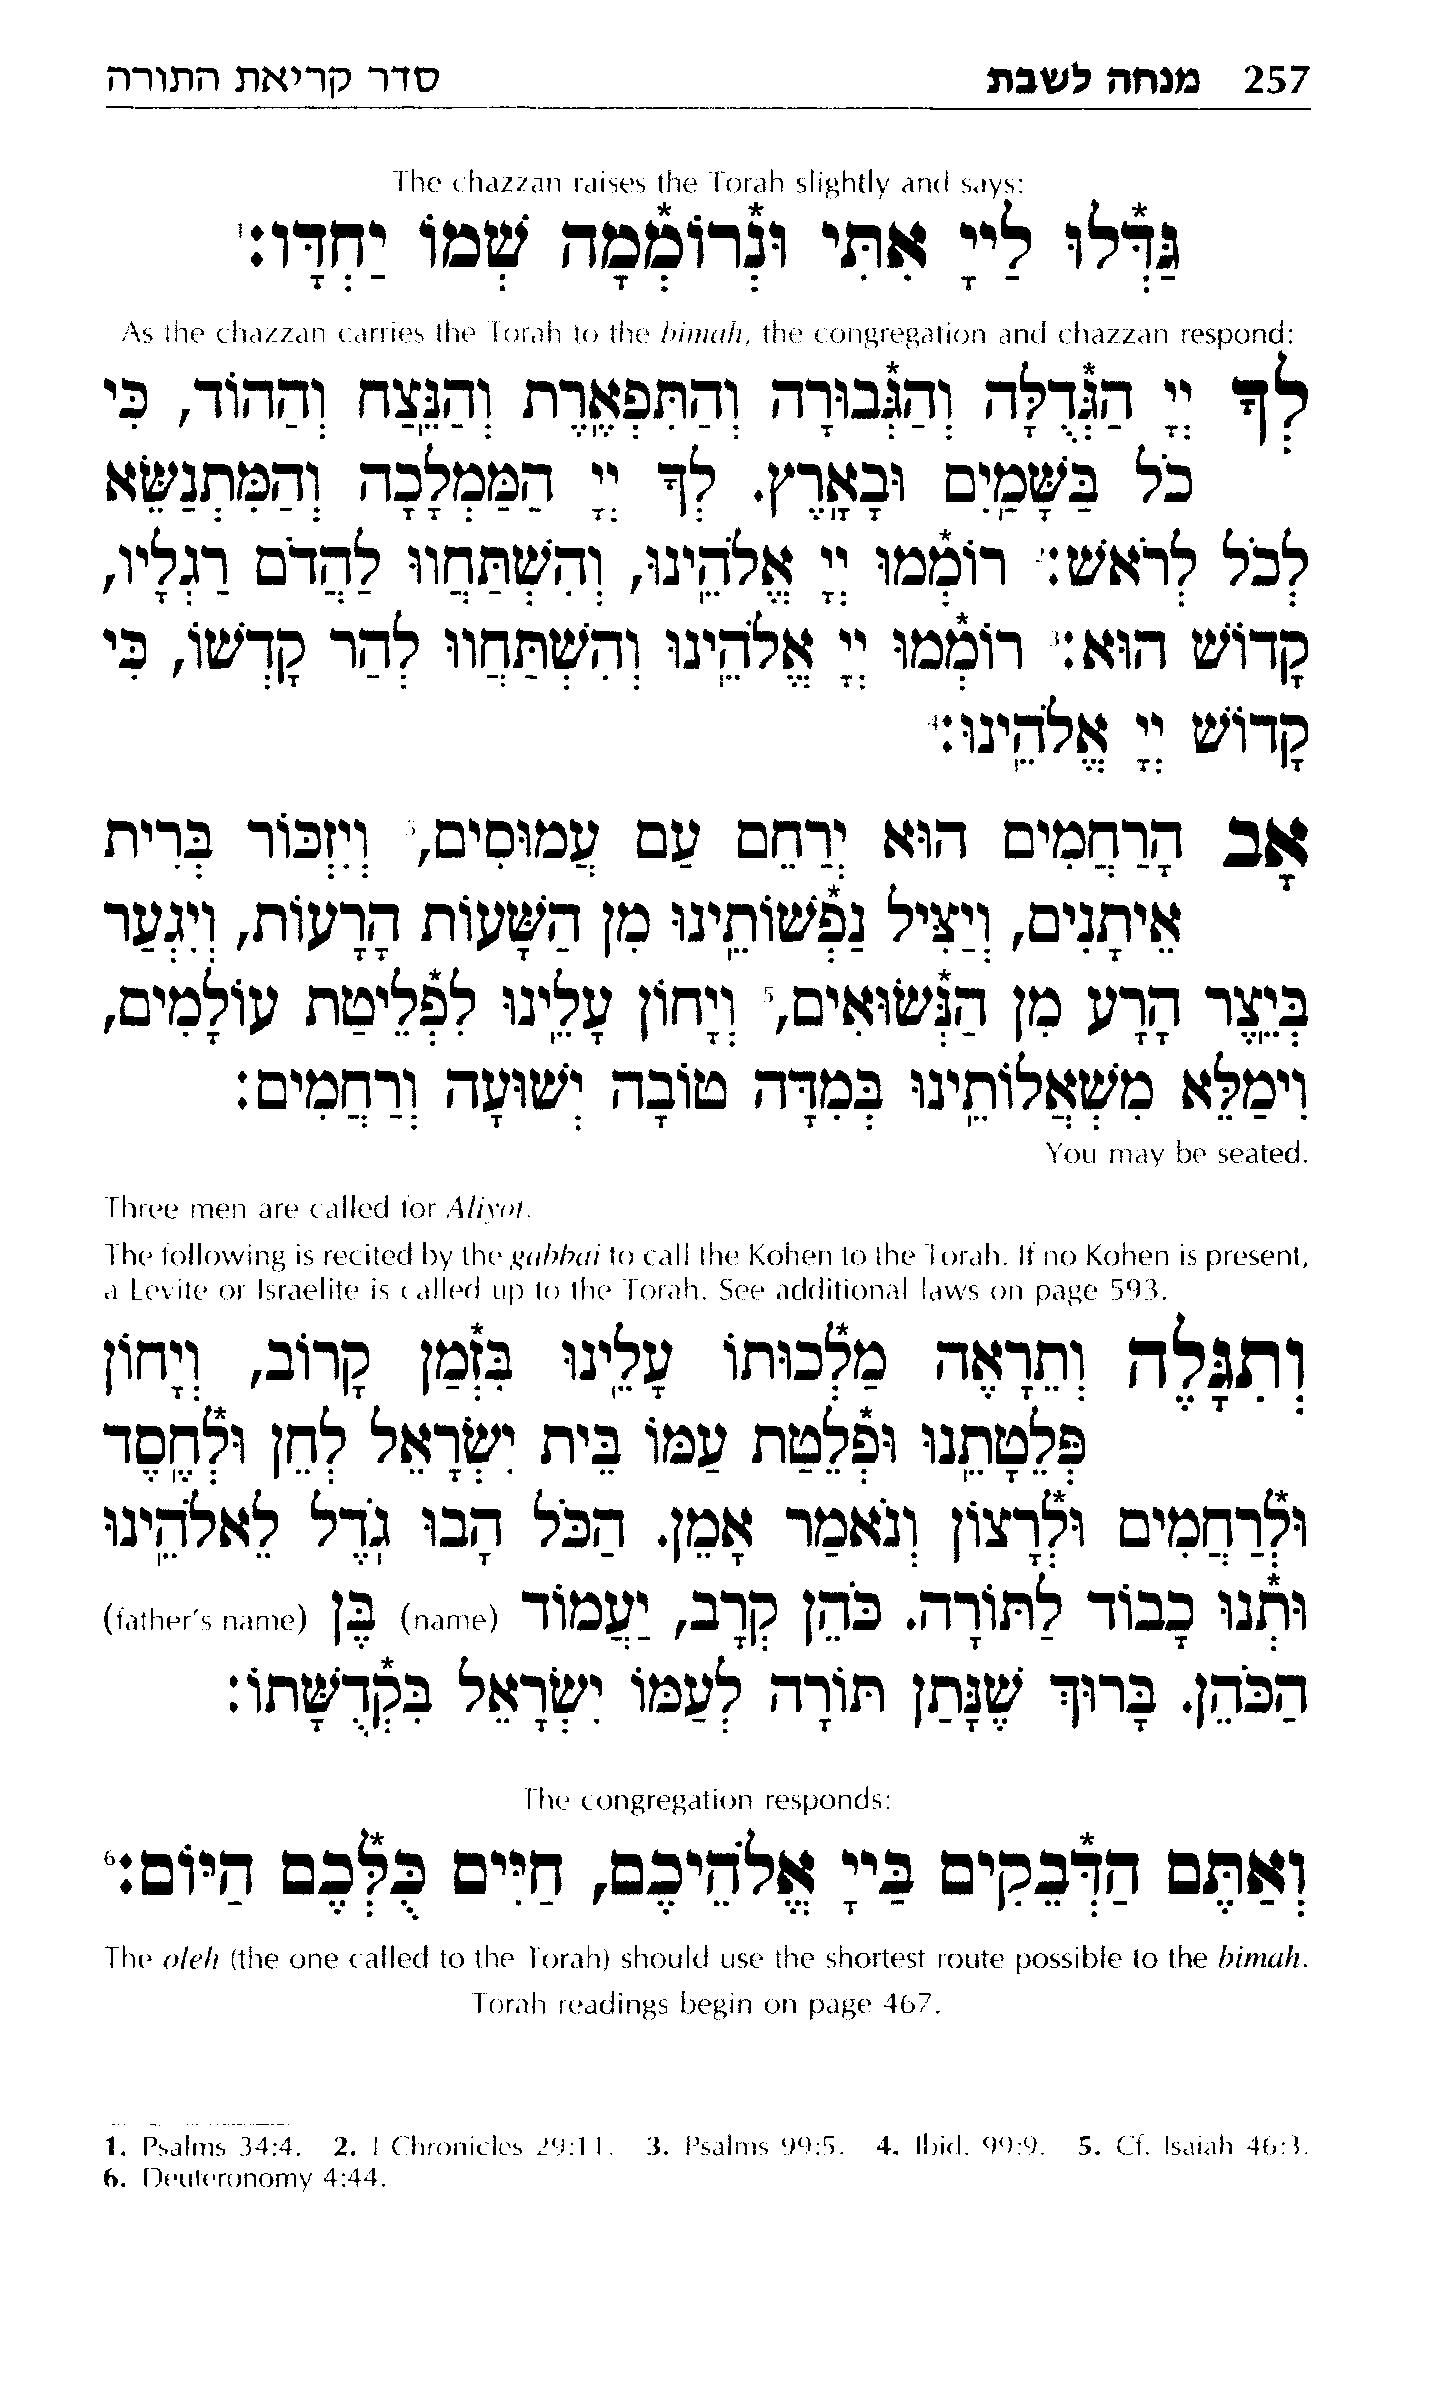 257 מנחה לשבת סדר קריאת התורה
The chazzan raises the Torah slightly and says:
גַּדְּ֯לוּ לַייָ אִתִּי וּנְ֯רוֹמְ֯מָה שְׁמוֹ יַחְדָּו:¹
As the chazzan carries the Torah to the bimah, the congregation and chazzan respond:
לְךָ יְיָ הַגְּ֯דֻלָּה וְהַגְּ֯בוּרָה וְהַתִּפְאֶֽרֶת וְהַנֵּֽצַח וְהַהוֹד, כִּי
כֹל בַּשָּׁמַֽיִם וּבָאָֽרֶץ. לְךָ יְיָ הַמַּמְלָכָה וְהַמִּתְנַשֵּׂא
לְכֹל לְרֹאשׁ:² רוֹמְ֯מוּ יְיָ אֱלֹהֵֽינוּ, וְהִשְׁתַּחֲווּ לַהֲדֹם רַגְלָיו,
קָדוֹשׁ הוּא:³ רוֹמְ֯מוּ יְיָ אֱלֹהֵֽינוּ וְהִשְׁתַּחֲווּ לְהַר קָדְשׁוֹ, כִּי
קָדוֹשׁ יְיָ אֱלֹהֵֽינוּ:⁴
אָב הָרַחֲמִים הוּא יְרַחֵם עַם עֲמוּסִים,⁵ וְיִזְכּוֹר בְּרִית
אֵיתָנִים, וְיַצִּיל נַפְ֯שׁוֹתֵֽינוּ מִן הַשָּׁעוֹת הָרָעוֹת, וְיִגְעַר
בְּיֵֽצֶר הָרָע מִן הַנְּ֯שׂוּאִים,⁵ וְיָחוֹן עָלֵֽינוּ לִפְ֯לֵיטַת עוֹלָמִים,
וִימַלֵּא מִשְׁאֲלוֹתֵֽינוּ בְּמִדָּה טוֹבָה יְשׁוּעָה וְרַחֲמִים:
You may be seated.
Three men are called for Aliyot.
The following is recited by the gabbai to call the Kohen to the Torah. If no Kohen is present,
a Levite or Israelite is called up to the Torah. See additional laws on page 593.
וְתִגָּלֶה וְתֵרָאֶה מַלְ֯כוּתוֹ עָלֵֽינוּ בִּזְ֯מַן קָרוֹב, וְיָחוֹן
פְּלֵטָתֵֽנוּ וּפְ֯לֵטַת עַמּוֹ בֵּית יִשְׂרָאֵל לְחֵן וּלְ֯חֶֽסֶד
וּלְ֯רַחֲמִים וּלְ֯רָצוֹן וְנֹאמַר אָמֵן. הַכֹּל הָבוּ גֹֽדֶל לֵאלֹהֵֽינוּ
וּתְ֯נוּ כָבוֹד לַתּוֹרָה. כֹּהֵן קְרָב, יַעֲמוֹד (name) בֶּן (father's name)
הַכֹּהֵן. בָּרוּךְ שֶׁנָּתַן תּוֹרָה לְעַמּוֹ יִשְׂרָאֵל בִּקְ֯דֻשָּׁתוֹ:
The congregation responds:
וְאַתֶּם הַדְּ֯בֵקִים בַּייָ אֱלֹהֵיכֶם, חַיִּים כֻּלְּ֯כֶם הַיּוֹם:⁶
The oleh (the one called to the Torah) should use the shortest route possible to the bimah.
Torah readings begin on page 467.
1. Psalms 34:4. 2. I Chronicles 29:11. 3. Psalms 99:5. 4. Ibid. 99:9. 5. Cf. Isaiah 46:3.
6. Deuteronomy 4:44.